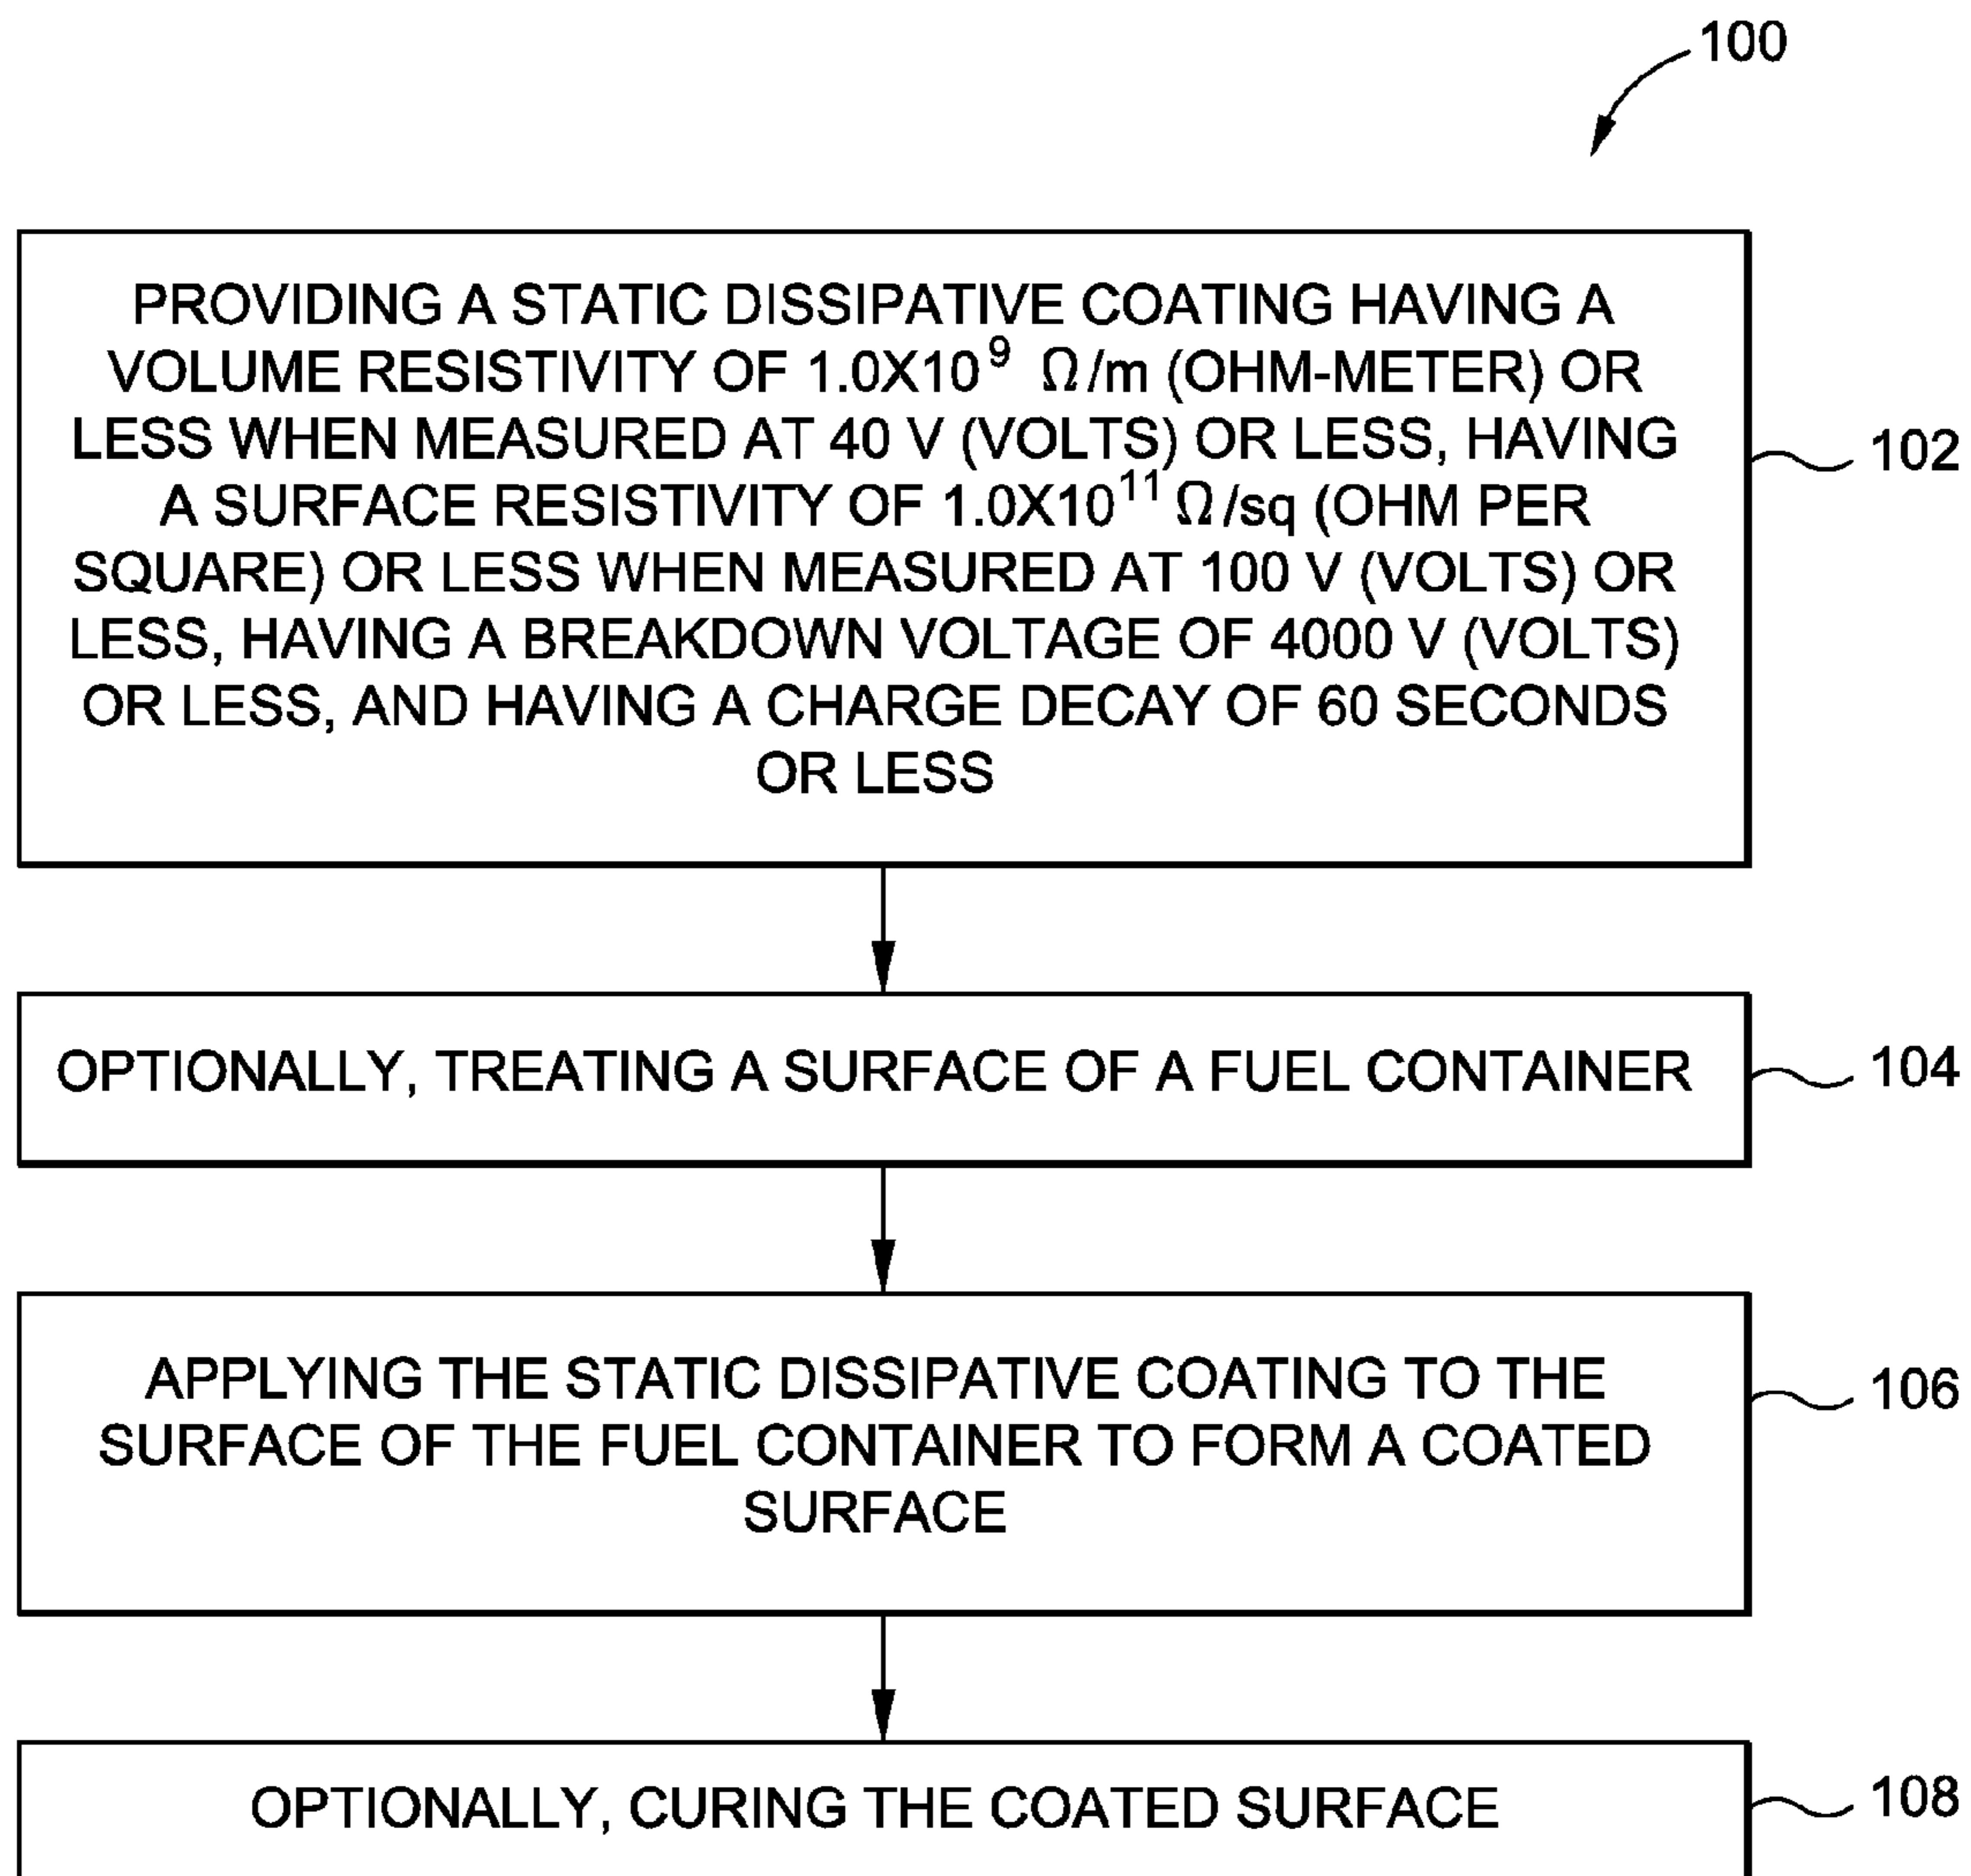 100
PROVIDING A STATIC DISSIPATIVE COATING HAVING A
VOLUME RESISTIVITY OF 1.0X10⁹ Ω/m (OHM-METER) OR
LESS WHEN MEASURED AT 40 V (VOLTS) OR LESS, HAVING
A SURFACE RESISTIVITY OF 1.0X10¹¹ Ω/sq (OHM PER
SQUARE) OR LESS WHEN MEASURED AT 100 V (VOLTS) OR
LESS, HAVING A BREAKDOWN VOLTAGE OF 4000 V (VOLTS)
OR LESS, AND HAVING A CHARGE DECAY OF 60 SECONDS
OR LESS
102
OPTIONALLY, TREATING A SURFACE OF A FUEL CONTAINER
104
APPLYING THE STATIC DISSIPATIVE COATING TO THE
SURFACE OF THE FUEL CONTAINER TO FORM A COATED
SURFACE
106
OPTIONALLY, CURING THE COATED SURFACE
108